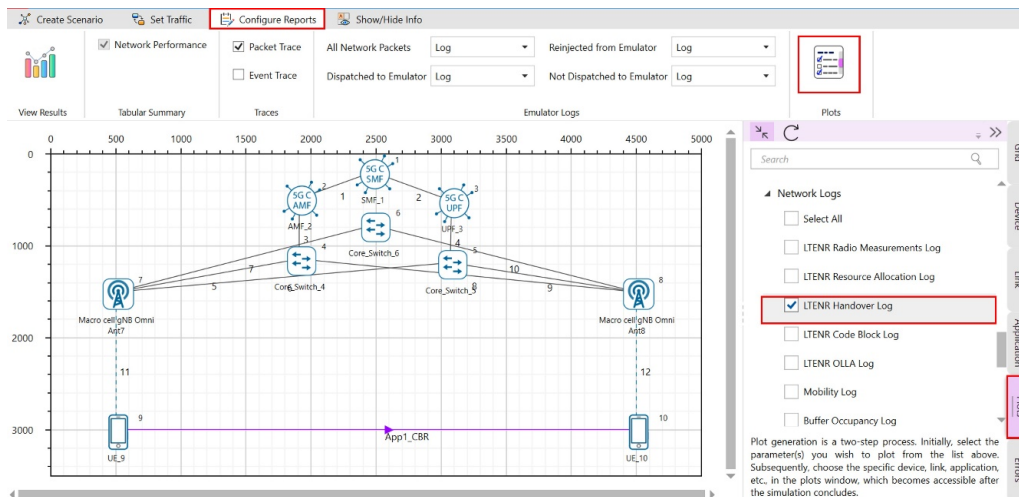 Create Scenario
Set Traffic
Configure Reports
Show/Hide Info
Network Performance
Packet Trace
All Network Packets
Log
Reinjected from Emulator
Log
Event Trace
Dispatched to Emulator
Log
Not Dispatched to Emulator
Log
View Results
Tabular Summary
Traces
Emulator Logs
Plots
0 500 1000 1500 2000 2500 3000 3500 4000 4500 5000
0
1000
2000
3000
1
5G C
SMF
SMF_1
2
5G C
AMF
AMF_2
3
5G C
UPF
UPF_3
1
2
6
Core_Switch_6
3
4
4
5
Core_Switch_4
Core_Switch_5
7
5
6
8
9
10
7
Macro cell gNB Omni
Ant7
8
Macro cell gNB Omni
Ant8
11
12
9
UE_9
10
UE_10
App1_CBR
Search
Network Logs
Select All
LTENR Radio Measurements Log
LTENR Resource Allocation Log
LTENR Handover Log
LTENR Code Block Log
LTENR OLLA Log
Mobility Log
Buffer Occupancy Log
Plot generation is a two-step process. Initially, select the
parameter(s) you wish to plot from the list above.
Subsequently, choose the specific device, link, application,
etc., in the plots window, which becomes accessible after
the simulation concludes.
Grid
Device
Link
Application
Plots
Errors